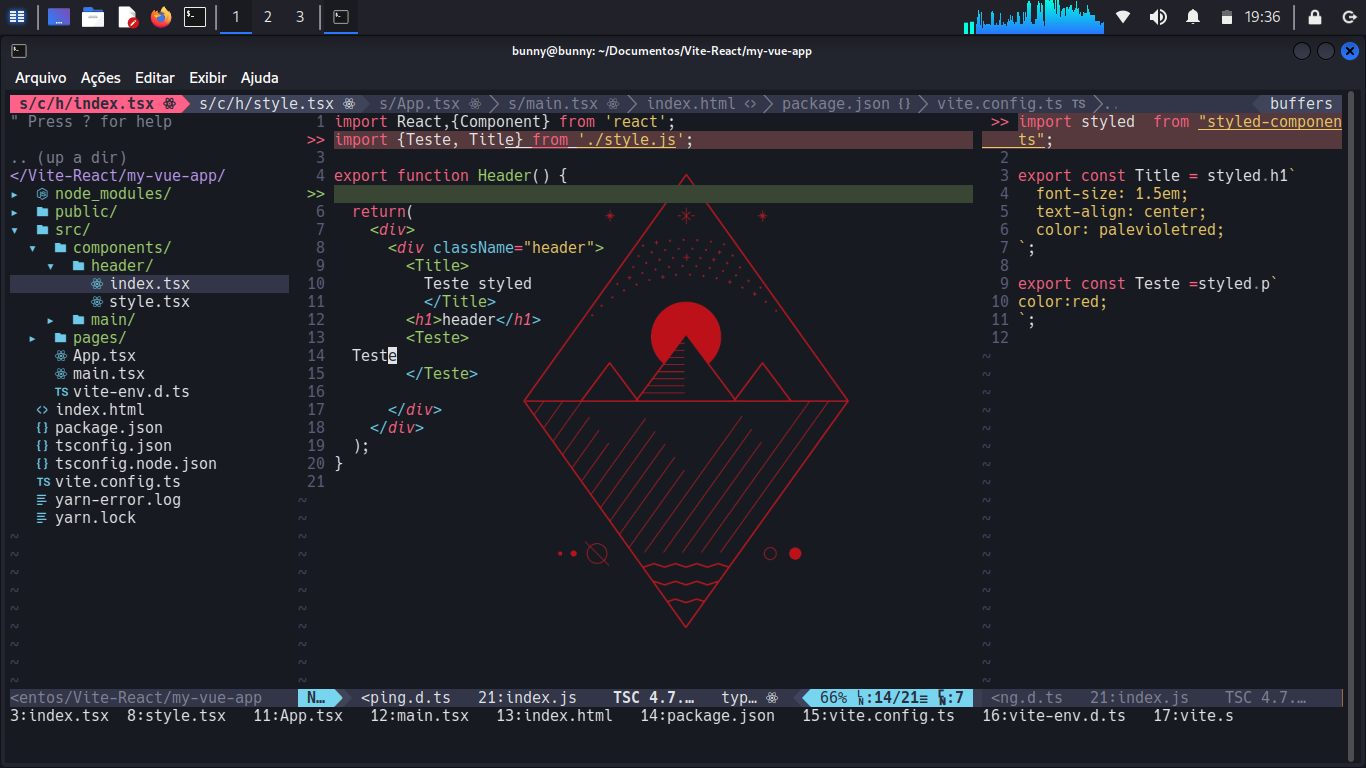 1 2 3 19:36
bunny@bunny: ~/Documentos/Vite-React/my-vue-app
Arquivo Ações Editar Exibir Ajuda
s/c/h/index.tsx s/c/h/style.tsx s/App.tsx s/main.tsx index.html package.json {} vite.config.ts TS .. buffers
" Press ? for help
.. (up a dir)
</Vite-React/my-vue-app/
▸ node_modules/
▸ public/
▾ src/
▾ components/
▾ header/
index.tsx
style.tsx
▸ main/
▸ pages/
App.tsx
main.tsx
TS vite-env.d.ts
<> index.html
{} package.json
{} tsconfig.json
{} tsconfig.node.json
TS vite.config.ts
yarn-error.log
yarn.lock
1 import React,{Component} from 'react';
>> import {Teste, Title} from './style.js';
3
4 export function Header() {
>>
6 return(
7 <div>
8 <div className="header">
9 <Title>
10 Teste styled
11 </Title>
12 <h1>header</h1>
13 <Teste>
14 Teste
15 </Teste>
16
17 </div>
18 </div>
19 );
20 }
21
>> import styled  from "styled-componen
ts";
2
3 export const Title = styled.h1`
4 font-size: 1.5em;
5 text-align: center;
6 color: palevioletred;
7 `;
8
9 export const Teste =styled.p`
10 color:red;
11 `;
12
<entos/Vite-React/my-vue-app N… <ping.d.ts 21:index.js TSC 4.7.… typ… 66% :14/21≡ :7 <ng.d.ts 21:index.js TSC 4.7.…
3:index.tsx 8:style.tsx 11:App.tsx 12:main.tsx 13:index.html 14:package.json 15:vite.config.ts 16:vite-env.d.ts 17:vite.s